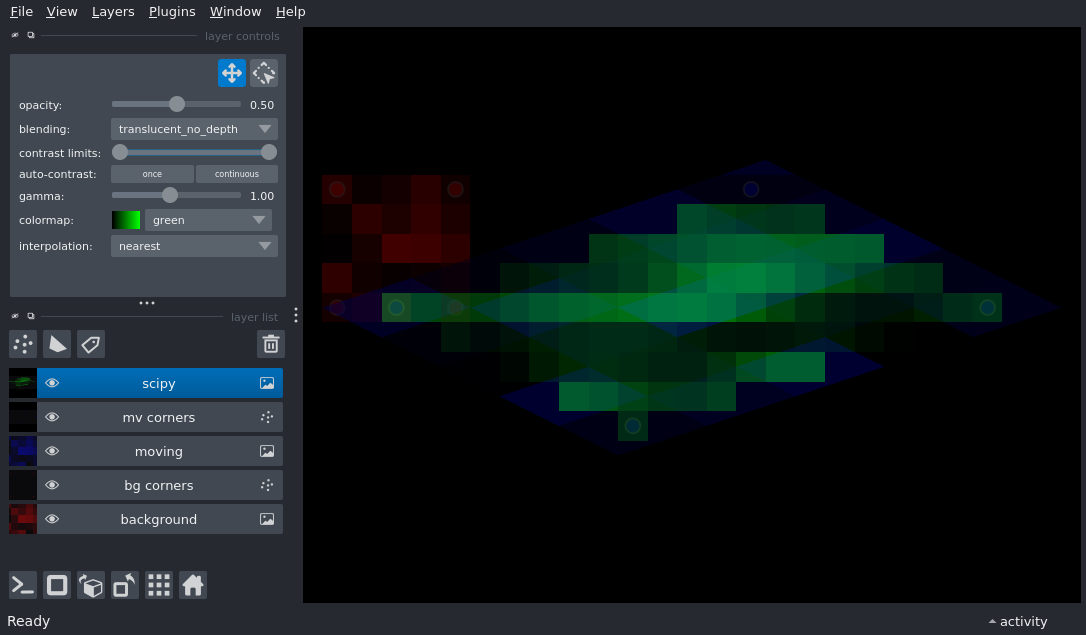 File View Layers Plugins Window Help
layer controls
opacity: 0.50
blending: translucent_no_depth
contrast limits:
auto-contrast: once continuous
gamma: 1.00
colormap: green
interpolation: nearest
layer list
scipy
mv corners
moving
bg corners
background
Ready
activity